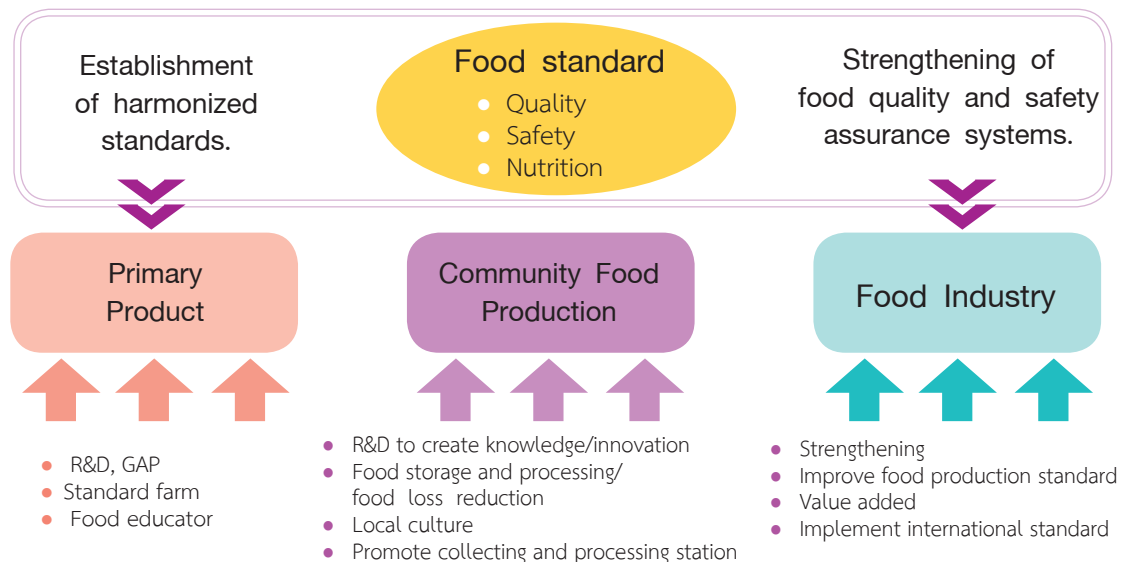 Establishment
of harmonized
standards.
Food standard
● Quality
● Safety
● Nutrition
Strengthening of
food quality and safety
assurance systems.
Primary
Product
Community Food
Production
Food Industry
● R&D, GAP
● Standard farm
● Food educator
● R&D to create knowledge/innovation
● Food storage and processing/
food loss reduction
● Local culture
● Promote collecting and processing station
● Strengthening
● Improve food production standard
● Value added
● Implement international standard